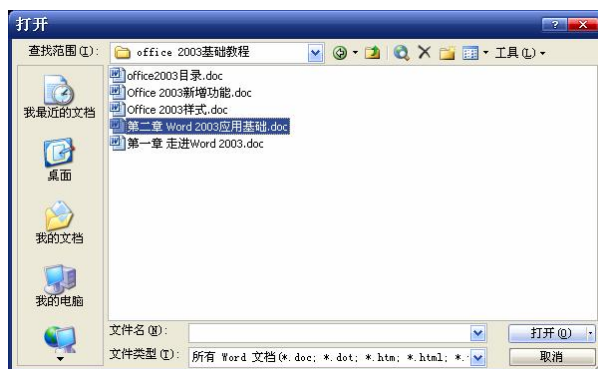 打开
查找范围(I): office 2003基础教程 工具(L)
office2003目录.doc
Office 2003新增功能.doc
Office 2003样式.doc
第二章 Word 2003应用基础.doc
第一章 走进Word 2003.doc
我最近的文档
桌面
我的文档
我的电脑
文件名(N): 打开(O)
文件类型(T): 所有 Word 文档(*.doc; *.dot; *.htm; *.html; *. 取消